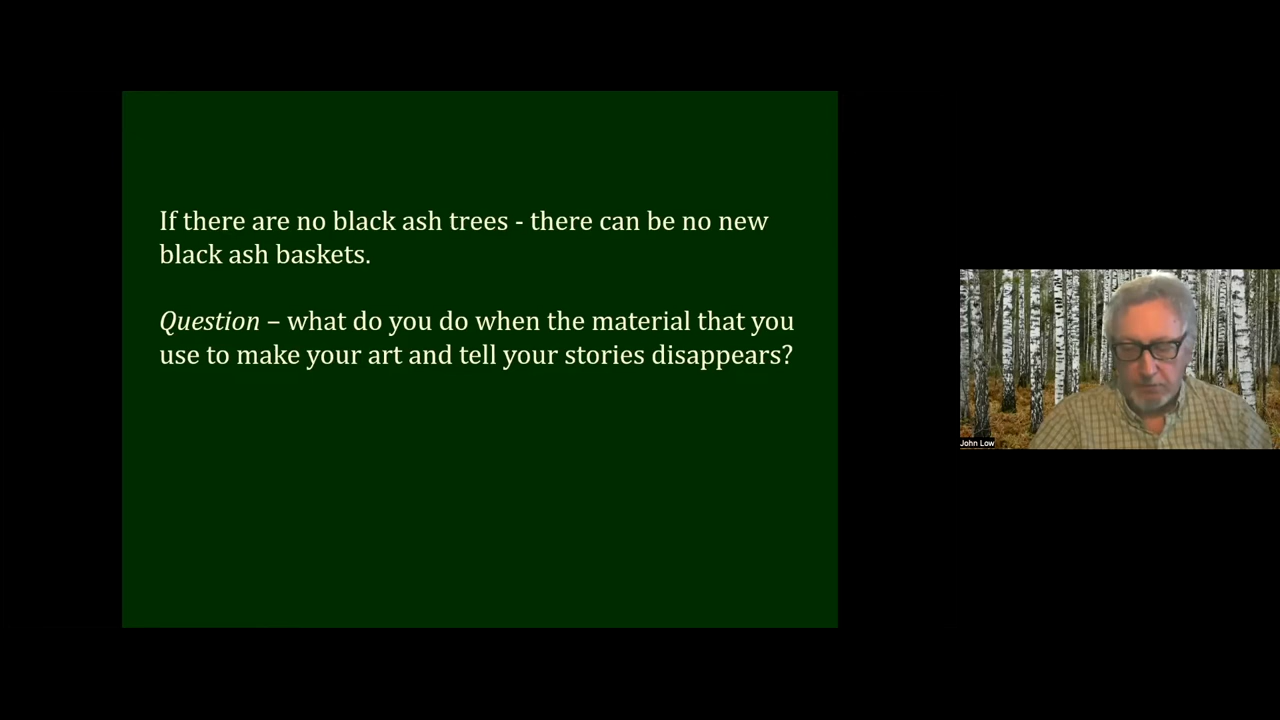 If there are no black ash trees - there can be no new
black ash baskets.
Question – what do you do when the material that you
use to make your art and tell your stories disappears?
John Low